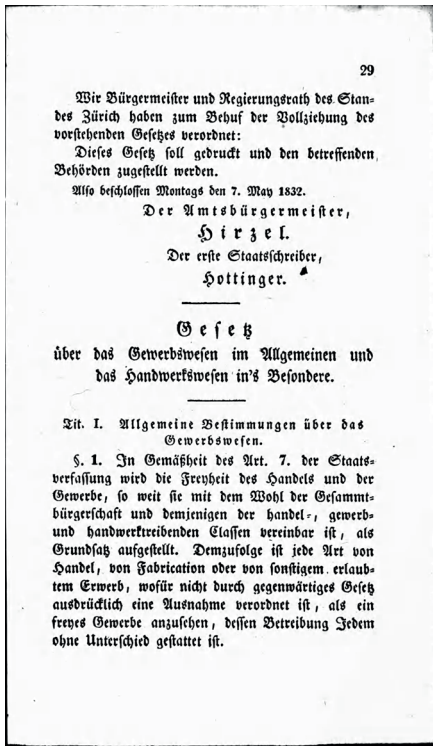 29
Wir Bürgermeister und Regierungsrath des Stan-
des Zürich haben zum Behuf der Vollziehung des
vorstehenden Gesetzes verordnet:
Dieses Gesetz soll gedruckt und den betreffenden
Behörden zugestellt werden.
Also beschlossen Montags den 7. May 1832.
Der Amtsbürgermeister,
Hirzel.
Der erste Staatsschreiber,
Hottinger.
Gesetz
über das Gewerbswesen im Allgemeinen und
das Handwerkswesen in's Besondere.
Tit. I. Allgemeine Bestimmungen über das
Gewerbswesen.
§. 1. In Gemäßheit des Art. 7. der Staats-
verfassung wird die Freyheit des Handels und der
Gewerbe, so weit sie mit dem Wohl der Gesammt-
bürgerschaft und demjenigen der handel-, gewerb-
und handwerktreibenden Classen vereinbar ist, als
Grundsatz aufgestellt. Demzufolge ist jede Art von
Handel, von Fabrication oder von sonstigem erlaub-
tem Erwerb, wofür nicht durch gegenwärtiges Gesetz
ausdrücklich eine Ausnahme verordnet ist, als ein
freyes Gewerbe anzusehen, dessen Betreibung Jedem
ohne Unterschied gestattet ist.